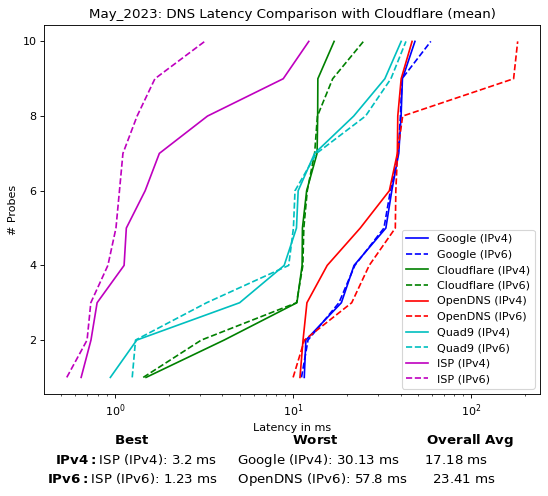 May_2023: DNS Latency Comparison with Cloudflare (mean)
10
8
6
4
2
# Probes
Google (IPv4)
Google (IPv6)
Cloudflare (IPv4)
Cloudflare (IPv6)
OpenDNS (IPv4)
OpenDNS (IPv6)
Quad9 (IPv4)
Quad9 (IPv6)
ISP (IPv4)
ISP (IPv6)
10⁰ 10¹ 10²
Latency in ms
Best Worst Overall Avg
IPv4: ISP (IPv4): 3.2 ms Google (IPv4): 30.13 ms 17.18 ms
IPv6: ISP (IPv6): 1.23 ms OpenDNS (IPv6): 57.8 ms 23.41 ms